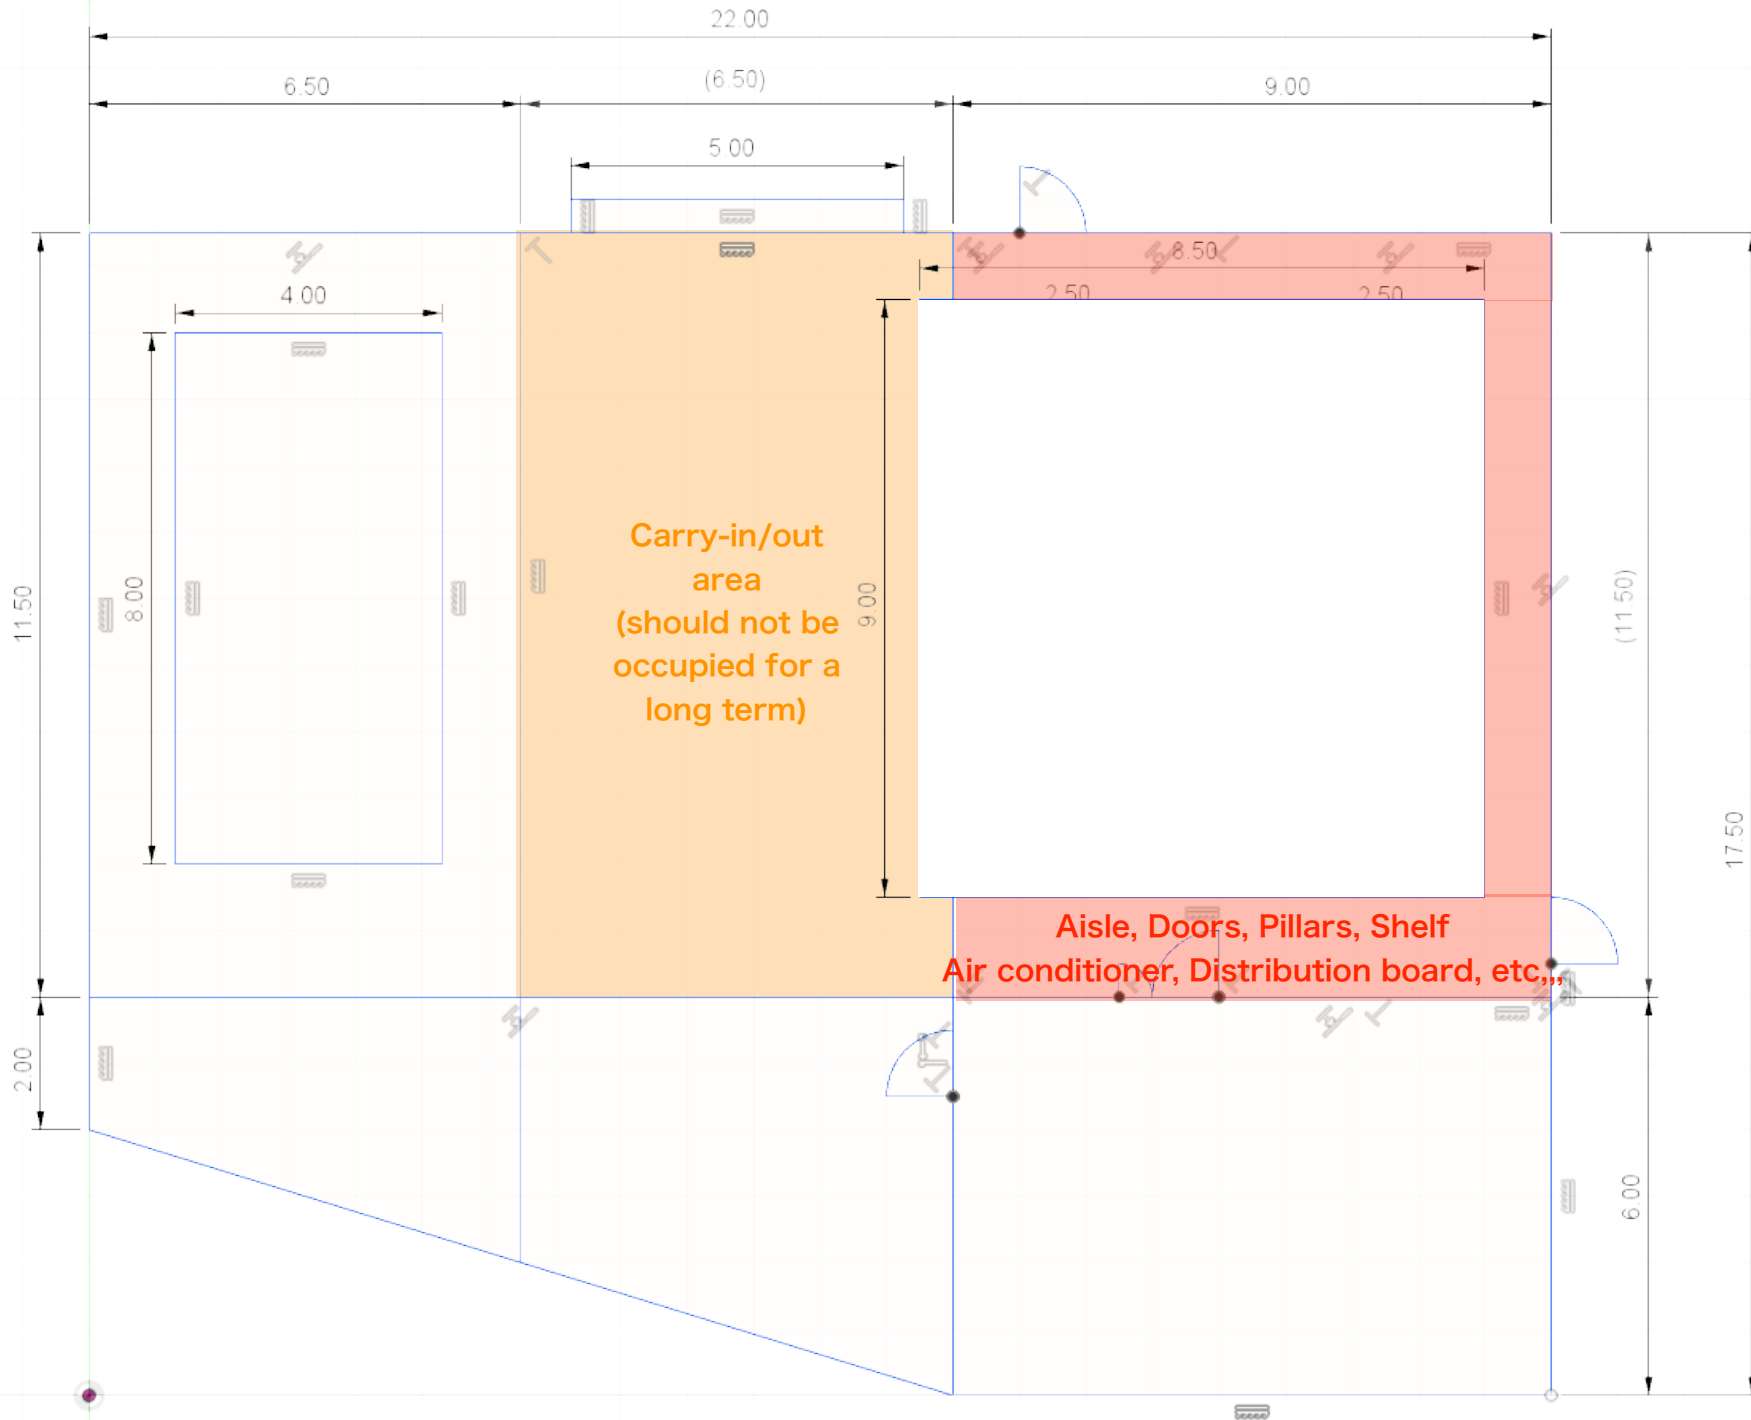 22.00
6.50
(6.50)
9.00
5.00
8.50
2.50
2.50
4.00
11.50
8.00
Carry-in/out
area
(should not be
occupied for a
long term)
9.00
(11.50)
17.50
Aisle, Doors, Pillars, Shelf
Air conditioner, Distribution board, etc,,,
2.00
6.00